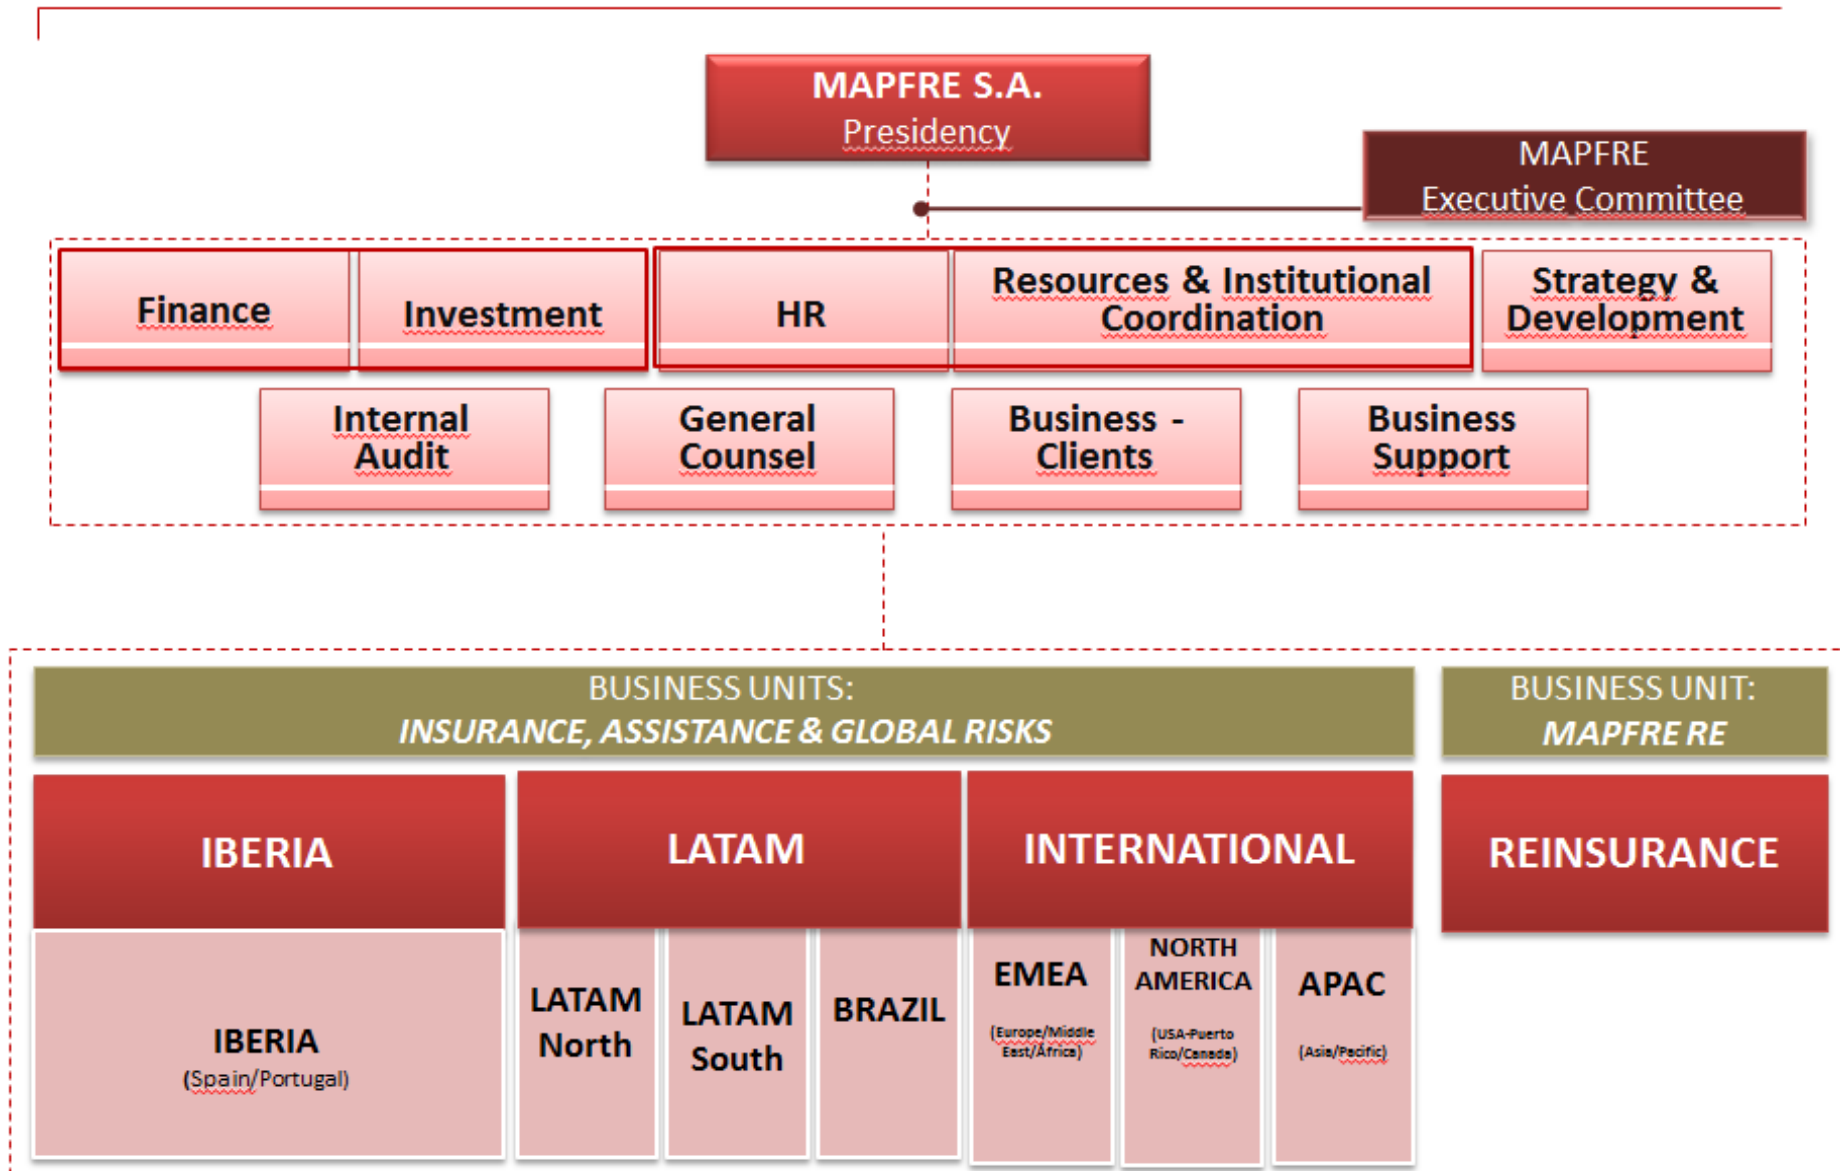 MAPFRE S.A.
Presidency
MAPFRE
Executive Committee
Finance
Investment
HR
Resources & Institutional
Coordination
Strategy &
Development
Internal
Audit
General
Counsel
Business -
Clients
Business
Support
BUSINESS UNITS:
INSURANCE, ASSISTANCE & GLOBAL RISKS
BUSINESS UNIT:
MAPFRE RE
IBERIA
LATAM
INTERNATIONAL
REINSURANCE
IBERIA
(Spain/Portugal)
LATAM
North
LATAM
South
BRAZIL
EMEA
(Europe/Middle
East/África)
NORTH
AMERICA
(USA-Puerto
Rico/Canada)
APAC
(Asia/Pacific)